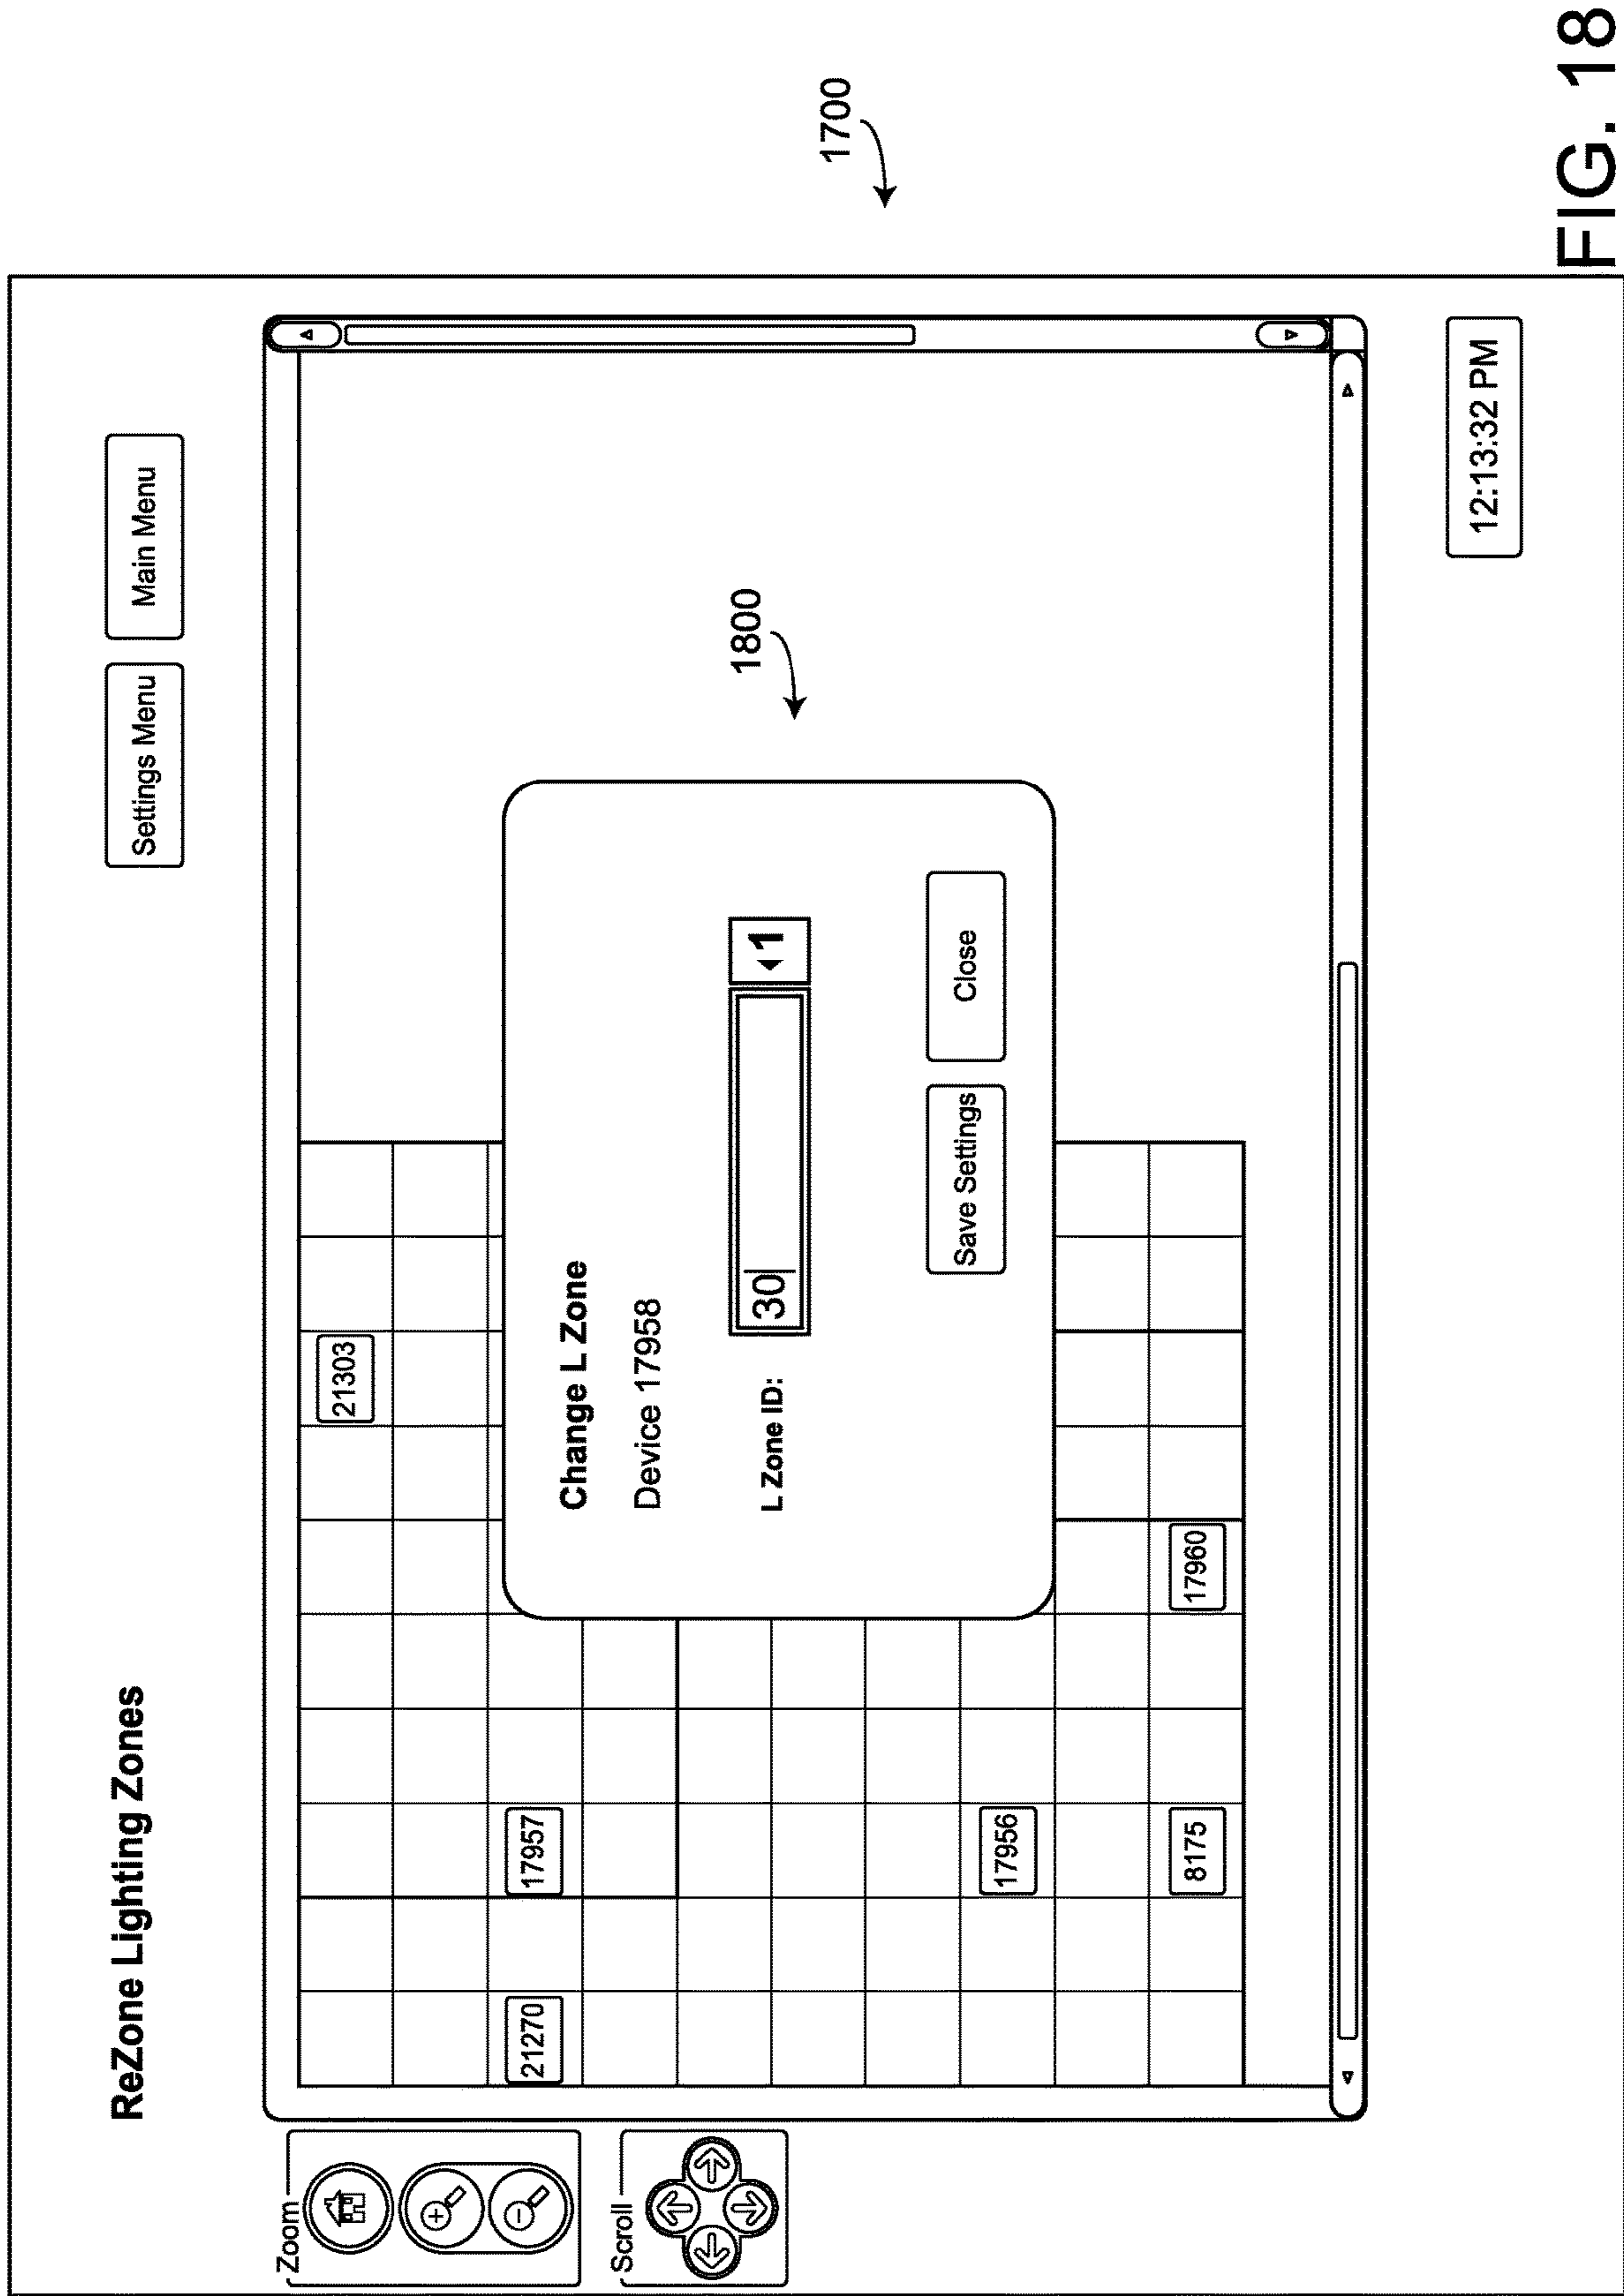 ReZone Lighting Zones
Settings Menu
Main Menu
Zoom
Scroll
21303
21270
17957
17956
8175
17960
Change L Zone
Device 17958
L Zone ID:
30
1
Save Settings
Close
1800
1700
12:13:32 PM
FIG. 18